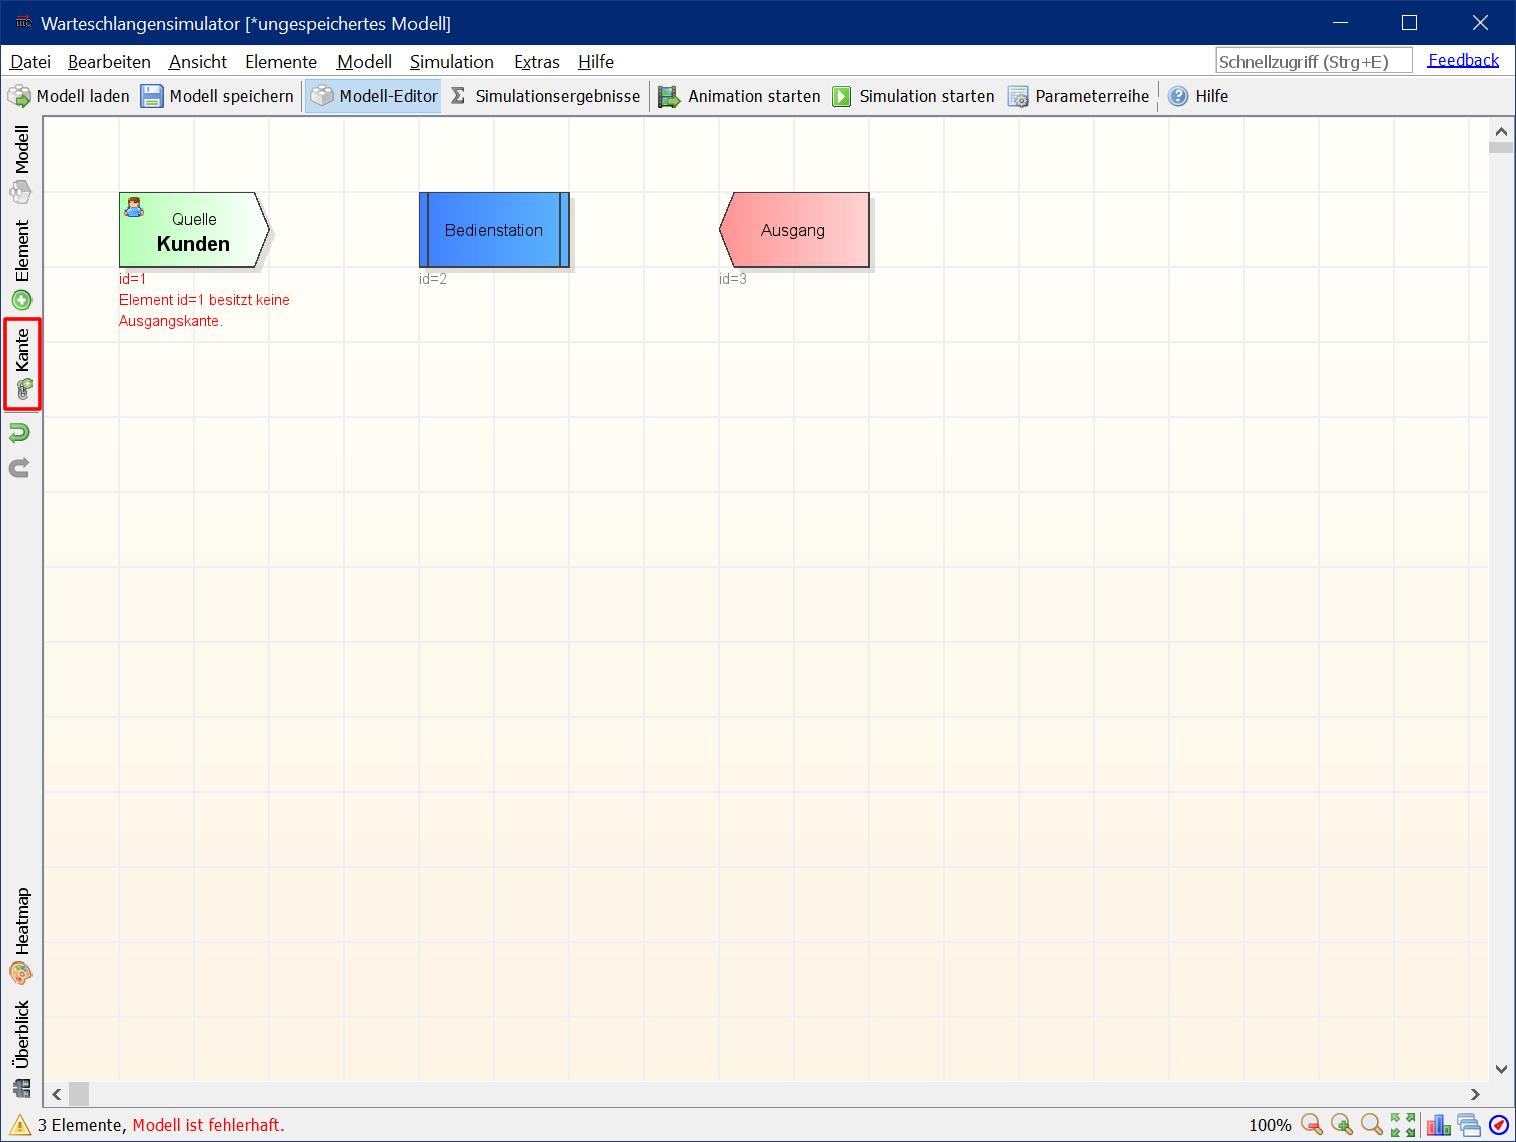 Warteschlangensimulator [*ungespeichertes Modell]
Datei Bearbeiten Ansicht Elemente Modell Simulation Extras Hilfe Schnellzugriff (Strg+E) Feedback
Modell laden Modell speichern Modell-Editor Σ Simulationsergebnisse Animation starten Simulation starten Parameterreihe Hilfe
Modell
Element
Kante
Heatmap
Überblick
Quelle
Kunden
id=1
Element id=1 besitzt keine
Ausgangskante.
Bedienstation
id=2
Ausgang
id=3
3 Elemente, Modell ist fehlerhaft.
100%